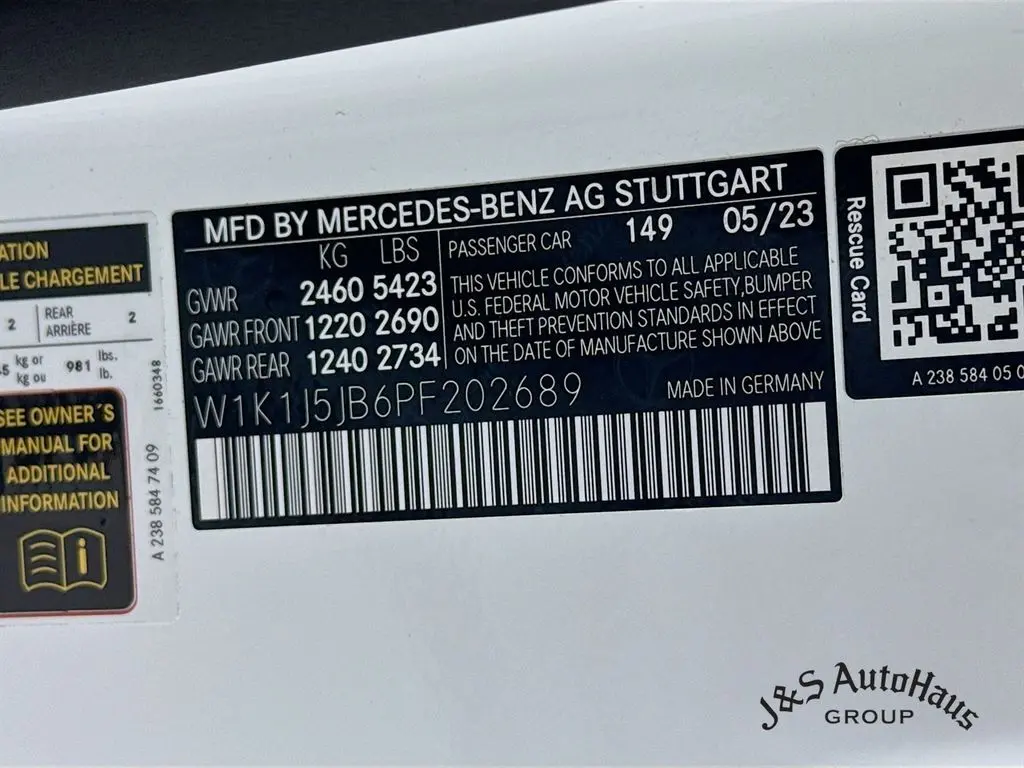 ATION
LE CHARGEMENT
2 REAR 2
ARRIÈRE
kg or 981 lbs.
kg ou lb.
SEE OWNER´S
MANUAL FOR
ADDITIONAL
INFORMATION
1660348
A 238 584 74 09
MFD BY MERCEDES-BENZ AG STUTTGART
KG LBS
GVWR 2460 5423
GAWR FRONT 1220 2690
GAWR REAR 1240 2734
PASSENGER CAR 149 05/23
THIS VEHICLE CONFORMS TO ALL APPLICABLE
U.S. FEDERAL MOTOR VEHICLE SAFETY,BUMPER
AND THEFT PREVENTION STANDARDS IN EFFECT
ON THE DATE OF MANUFACTURE SHOWN ABOVE
W1K1J5JB6PF202689
MADE IN GERMANY
Rescue Card
A 238 584 05 0
J&S AutoHaus
GROUP